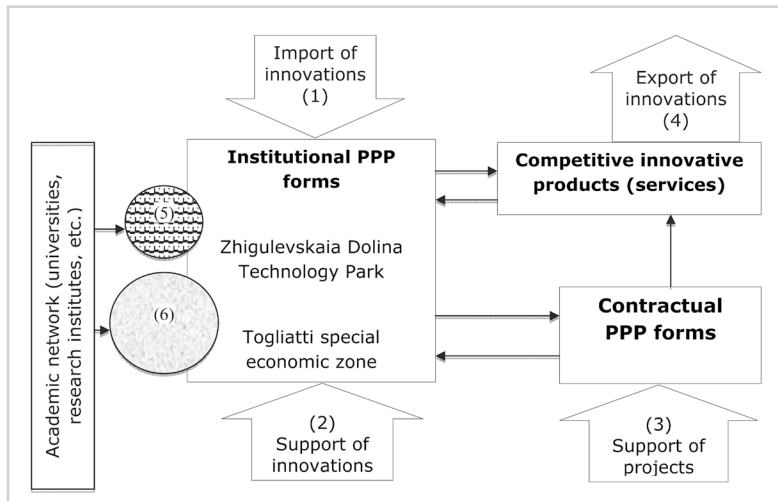 Import of
innovations
(1)
Export of
innovations
(4)
Academic network (universities,
research institutes, etc.)
(5)
(6)
Institutional PPP
forms
Zhigulevskaia Dolina
Technology Park
Togliatti special
economic zone
Competitive innovative
products (services)
Contractual
PPP forms
(2)
Support of
innovations
(3)
Support of
projects